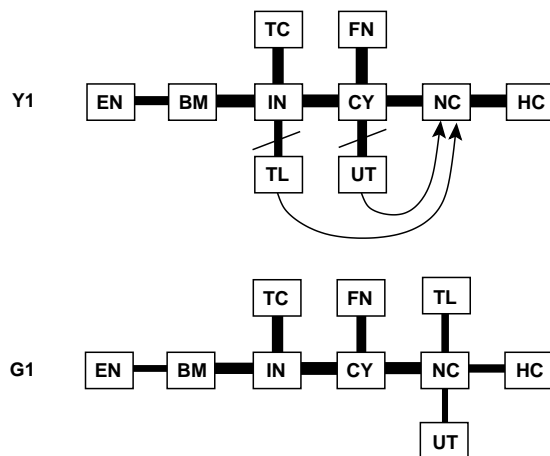 TC FN
Y1 EN BM IN CY NC HC
TL UT
TC FN TL
G1 EN BM IN CY NC HC
UT